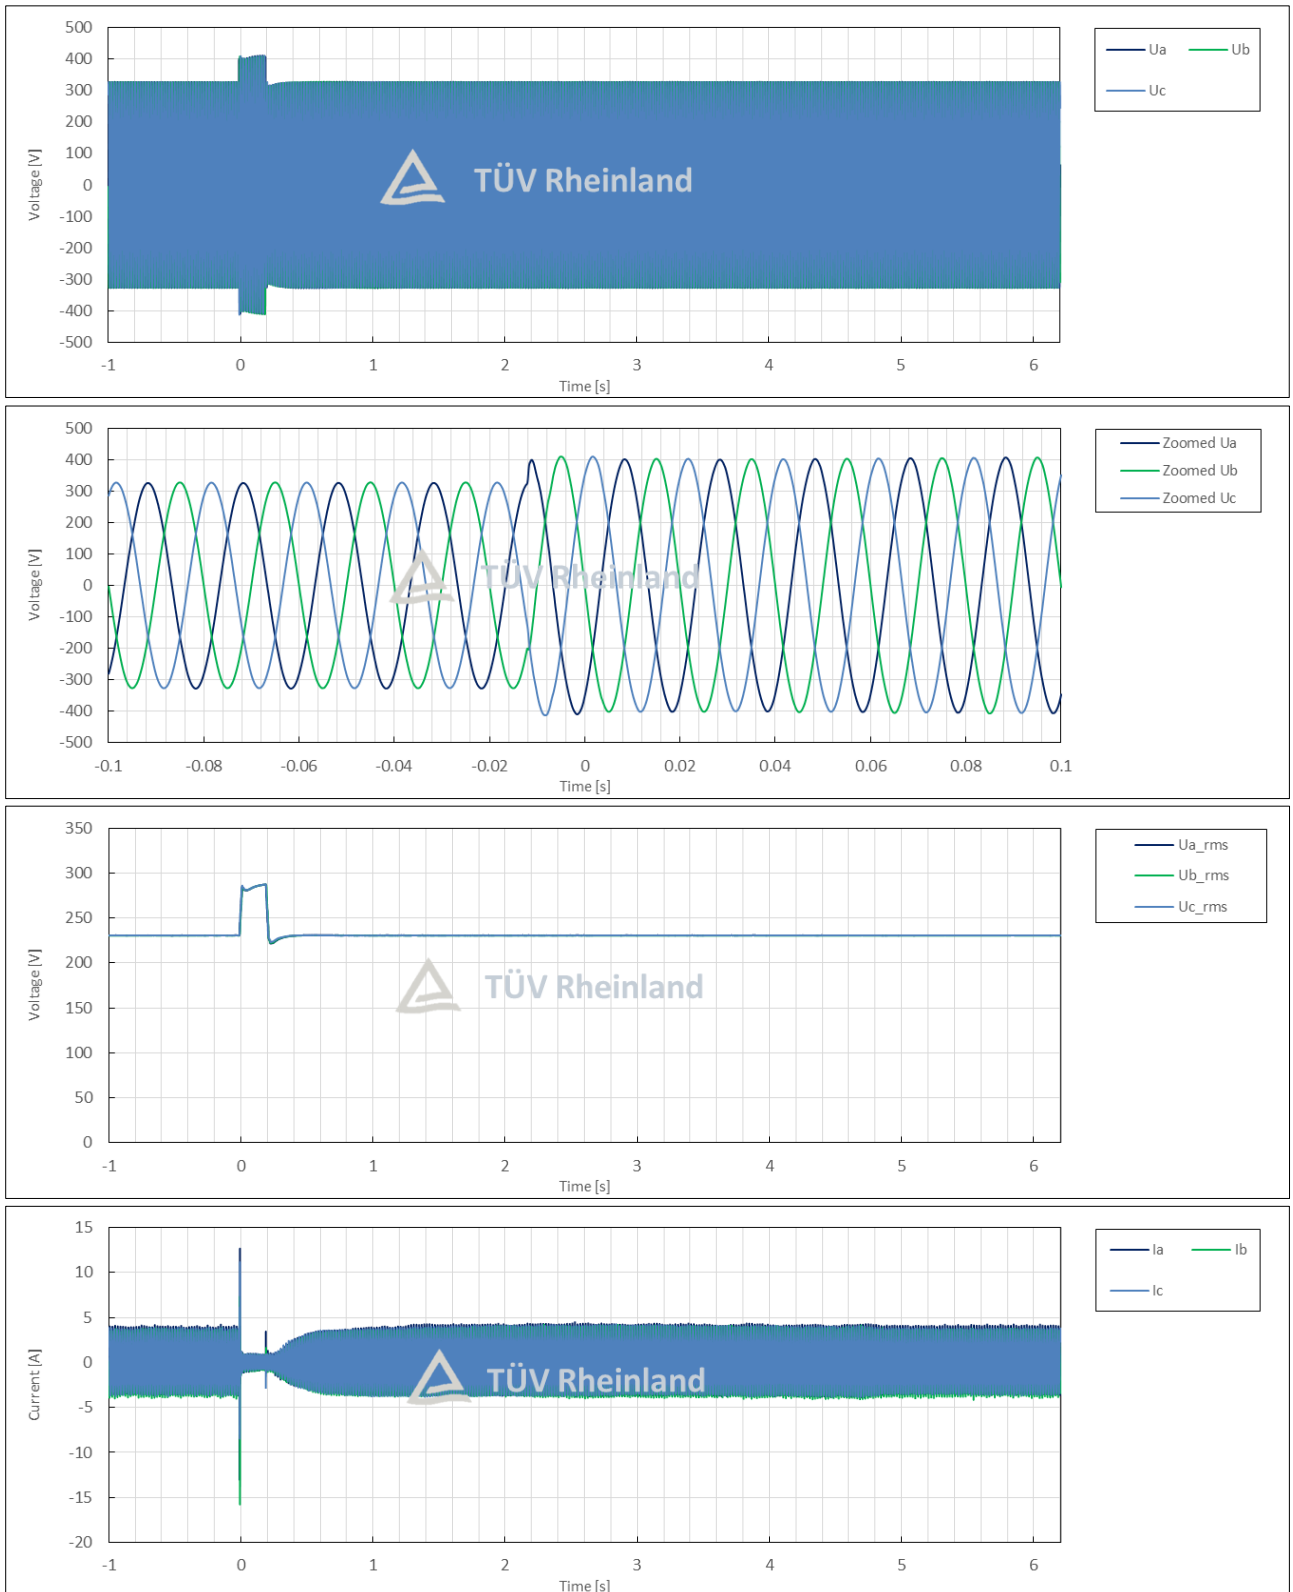 500
400
300
200
100
0
-100
-200
-300
-400
-500
Voltage [V]
-1 0 1 2 3 4 5 6
Time [s]
Ua Ub
Uc
TÜV Rheinland
500
400
300
200
100
0
-100
-200
-300
-400
-500
Voltage [V]
-0.1 -0.08 -0.06 -0.04 -0.02 0 0.02 0.04 0.06 0.08 0.1
Time [s]
Zoomed Ua
Zoomed Ub
Zoomed Uc
TÜV Rheinland
350
300
250
200
150
100
50
0
Voltage [V]
-1 0 1 2 3 4 5 6
Time [s]
Ua_rms
Ub_rms
Uc_rms
TÜV Rheinland
15
10
5
0
-5
-10
-15
-20
Current [A]
-1 0 1 2 3 4 5 6
Time [s]
Ia Ib
Ic
TÜV Rheinland